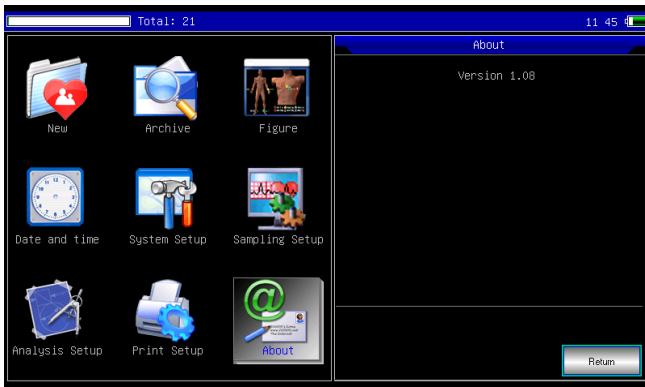 Total: 21
11 45
About
Version 1.08
New
Archive
Figure
Date and time
System Setup
Sampling Setup
Analysis Setup
Print Setup
About
Return